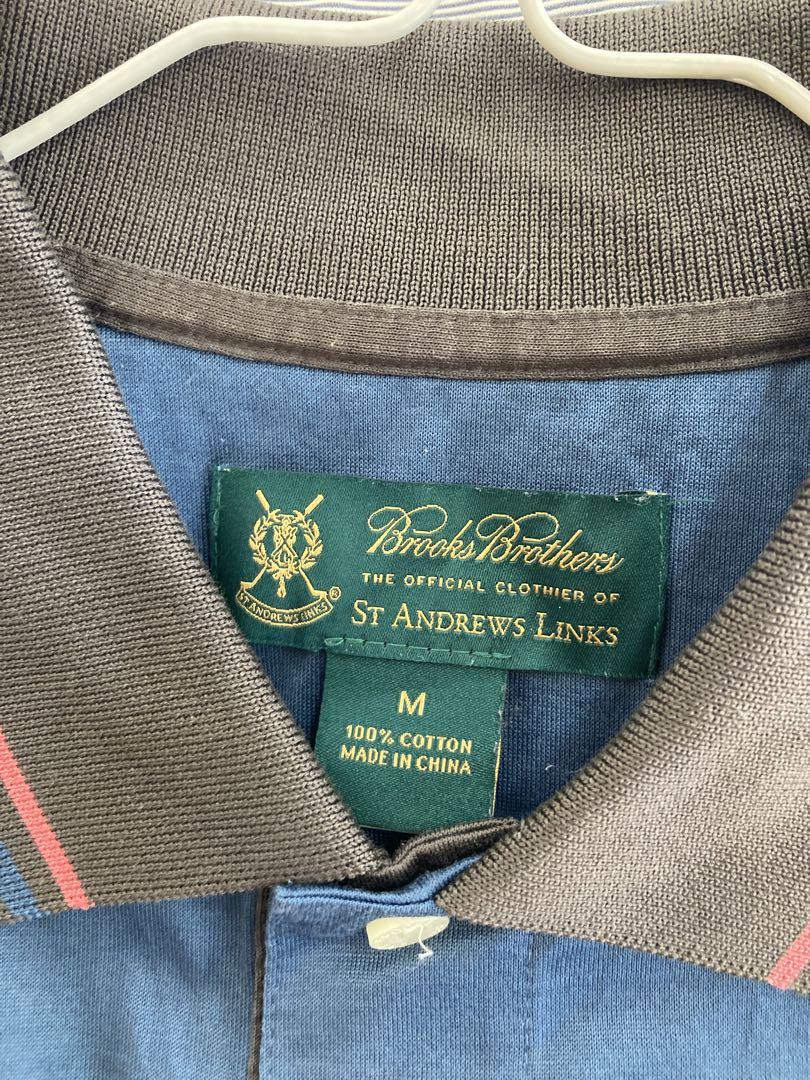 Brooks Brothers
THE OFFICIAL CLOTHIER OF
ST ANDREWS LINKS
ST ANDREWS LINKS ®
M
100% COTTON
MADE IN CHINA